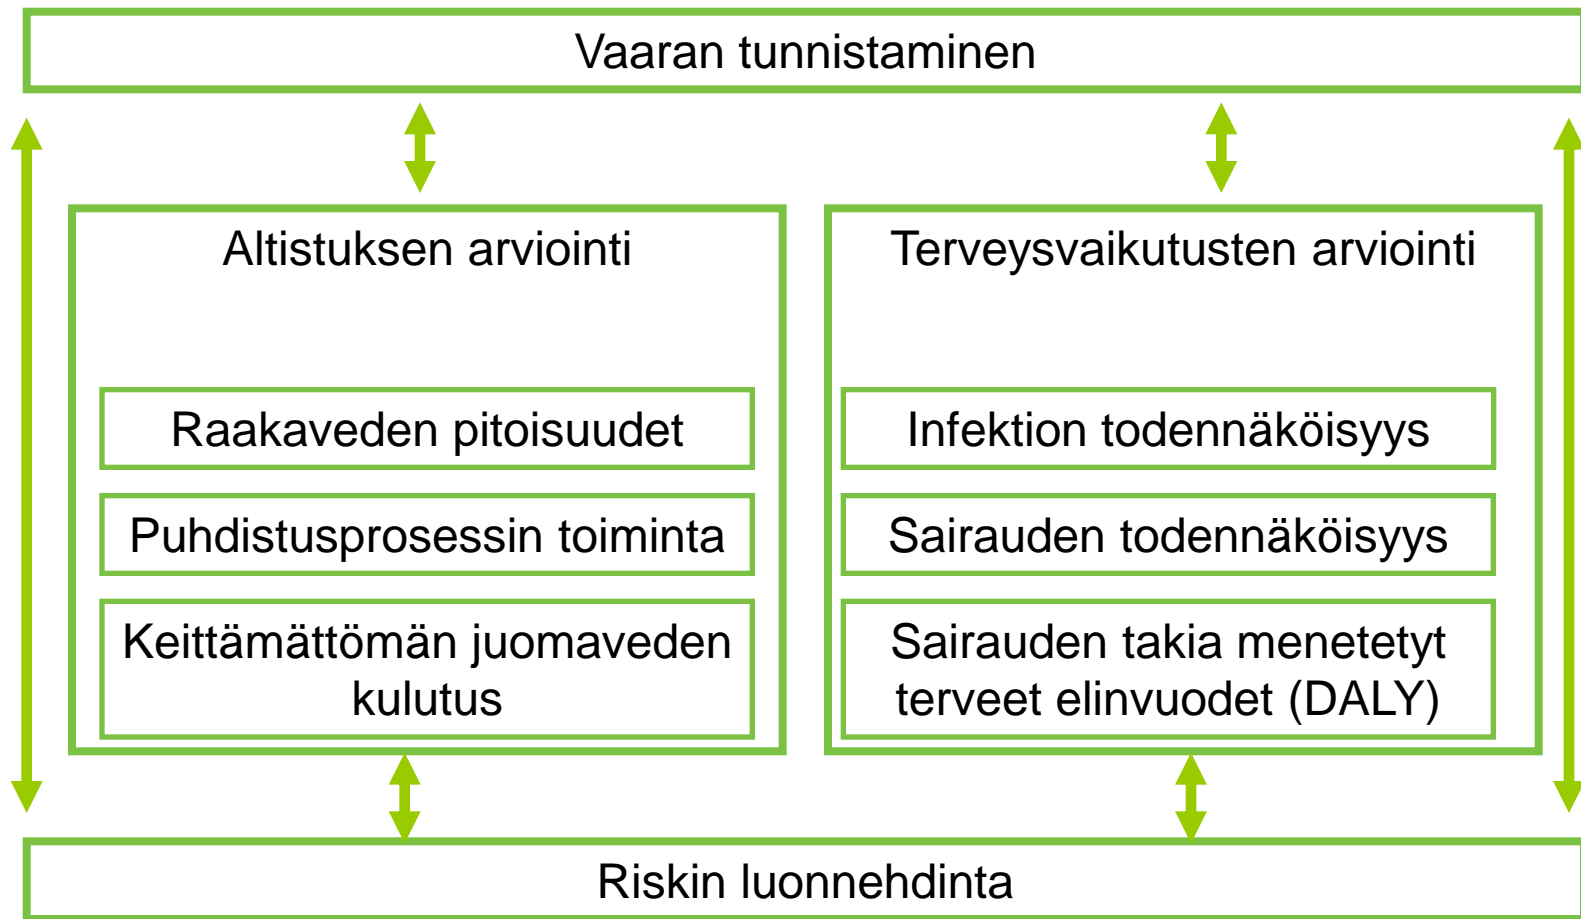 Vaaran tunnistaminen
Altistuksen arviointi
Raakaveden pitoisuudet
Puhdistusprosessin toiminta
Keittämättömän juomaveden
kulutus
Terveysvaikutusten arviointi
Infektion todennäköisyys
Sairauden todennäköisyys
Sairauden takia menetetyt
terveet elinvuodet (DALY)
Riskin luonnehdinta